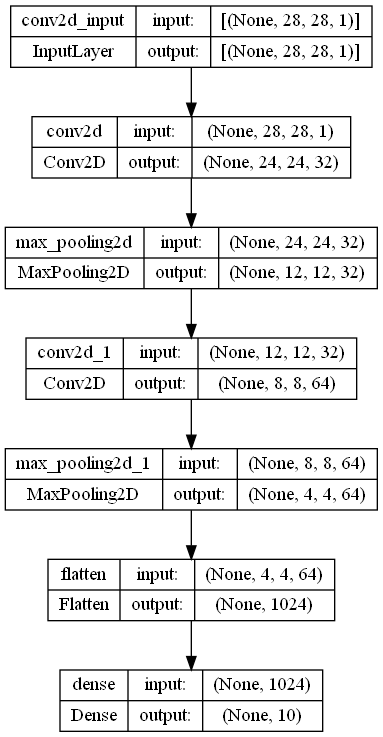 conv2d_input input: [(None, 28, 28, 1)]
InputLayer output: [(None, 28, 28, 1)]
conv2d input: (None, 28, 28, 1)
Conv2D output: (None, 24, 24, 32)
max_pooling2d input: (None, 24, 24, 32)
MaxPooling2D output: (None, 12, 12, 32)
conv2d_1 input: (None, 12, 12, 32)
Conv2D output: (None, 8, 8, 64)
max_pooling2d_1 input: (None, 8, 8, 64)
MaxPooling2D output: (None, 4, 4, 64)
flatten input: (None, 4, 4, 64)
Flatten output: (None, 1024)
dense input: (None, 1024)
Dense output: (None, 10)